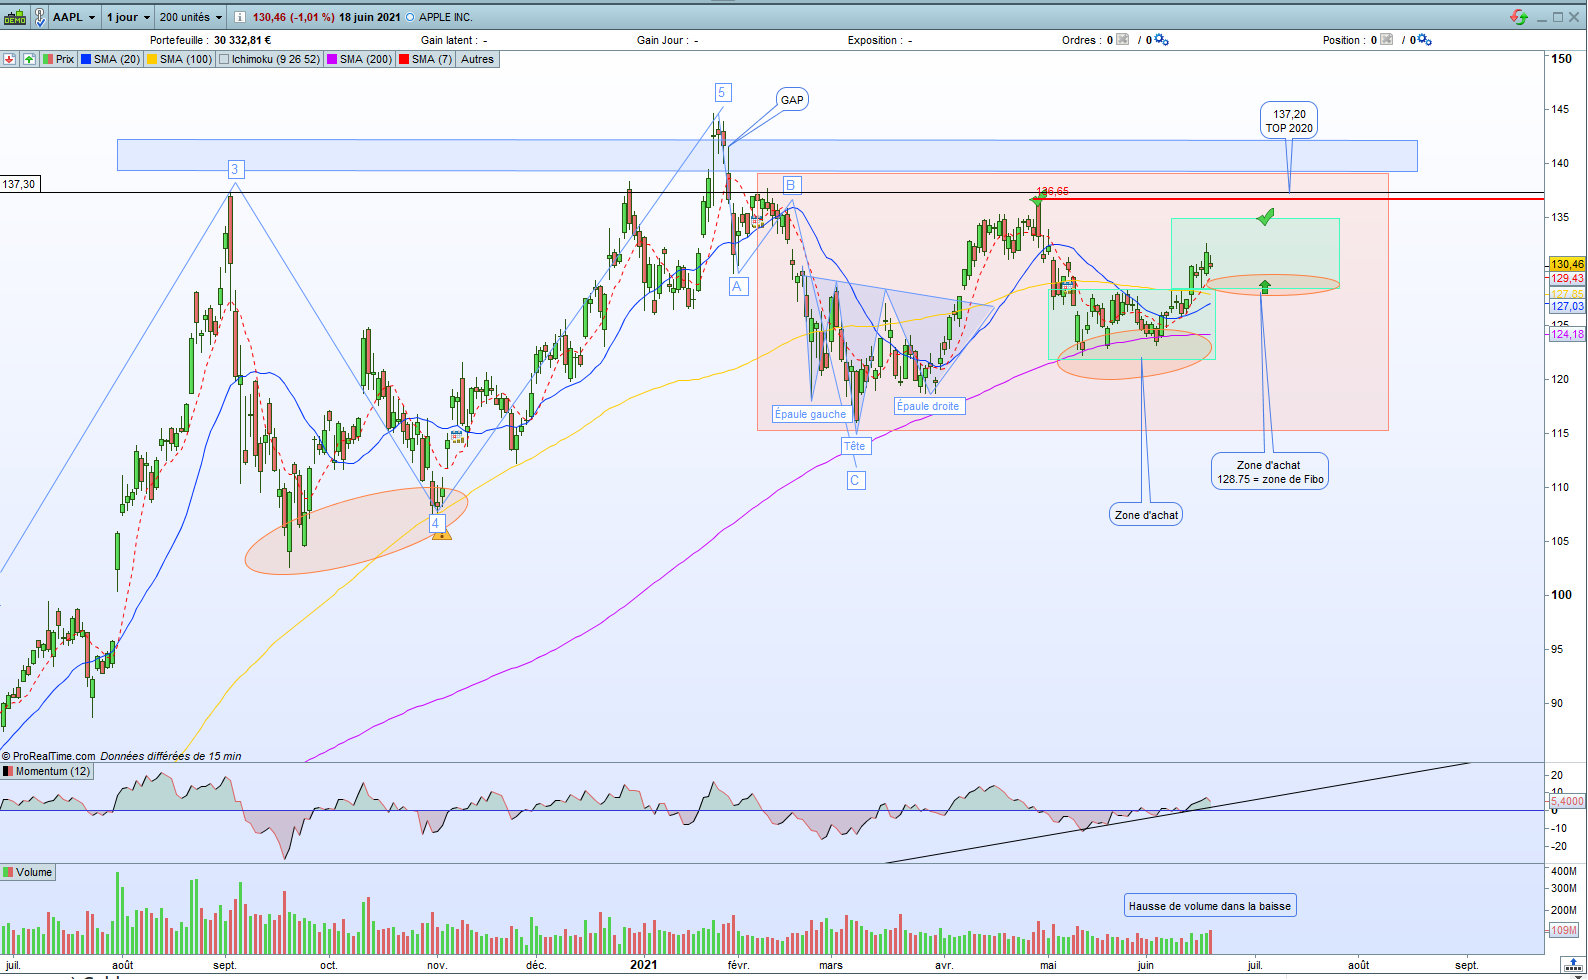 DEMO AAPL 1 jour 200 unités 130,46 (-1,01 %) 18 juin 2021 APPLE INC.
Portefeuille : 30 332,81 € Gain latent : - Gain Jour : - Exposition : - Ordres : 0 / 0 Position : 0 / 0
Prix SMA (20) SMA (100) Ichimoku (9 26 52) SMA (200) SMA (7) Autres
150
5
GAP
145
137,20
TOP 2020
140
3
137,30
B
136,65
135
130,46
129,43
A
127,03
125
124,18
120
Épaule gauche
Épaule droite
115
Tête
C
Zone d'achat
128.75 = zone de Fibo
110
Zone d'achat
4
105
100
95
90
© ProRealTime.com Données différées de 15 min
Momentum (12)
20
10
5,4000
0
-10
-20
Volume
400M
300M
Hausse de volume dans la baisse
200M
109M
juil. août sept. oct. nov. déc. 2021 févr. mars avr. mai juin juil. août sept.